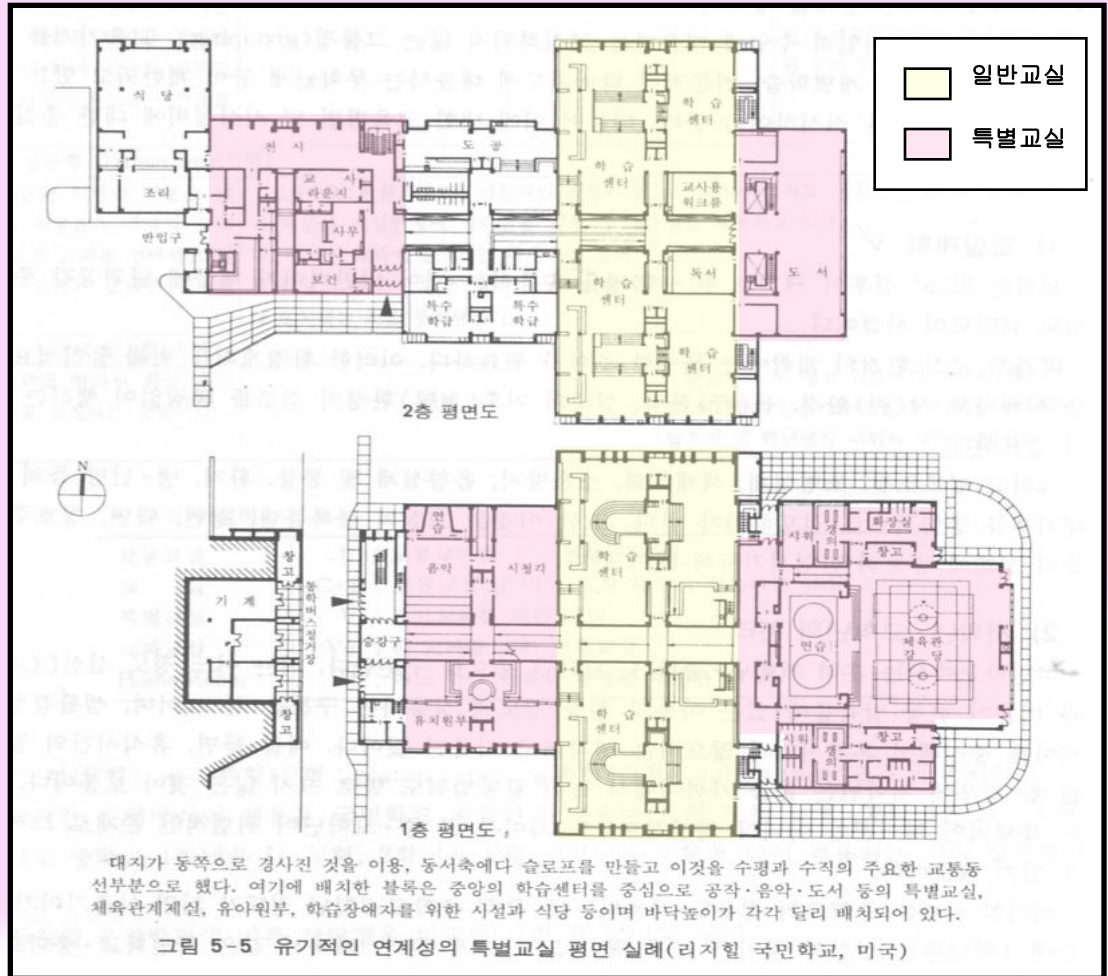 일반교실
특별교실
식 당
전 시
도 공
학 습
센터
조리
교 사
라운지
학 습
센터
교사용
워크룸
반입구
사무
보건
특수
학급
특수
학급
학 습
센터
독서
도 서
학 습
센터
2층 평면도
N
창고
기 계
통학버스정거장
창고
연습
음악
시청각
승강구
유치원부
학 습
센터
학 습
센터
샤워
갱의
화장실
창고
연습
체육관
겸
강당
샤워
갱의
창고
1층 평면도
대지가 동쪽으로 경사진 것을 이용, 동서축에다 슬로프를 만들고 이것을 수평과 수직의 주요한 교통동
선부분으로 했다. 여기에 배치한 블록은 중앙의 학습센터를 중심으로 공작·음악·도서 등의 특별교실,
체육관계제실, 유아원부, 학습장애자를 위한 시설과 식당 등이며 바닥높이가 각각 달리 배치되어 있다.
그림 5-5 유기적인 연계성의 특별교실 평면 실례(리지힐 국민학교, 미국)